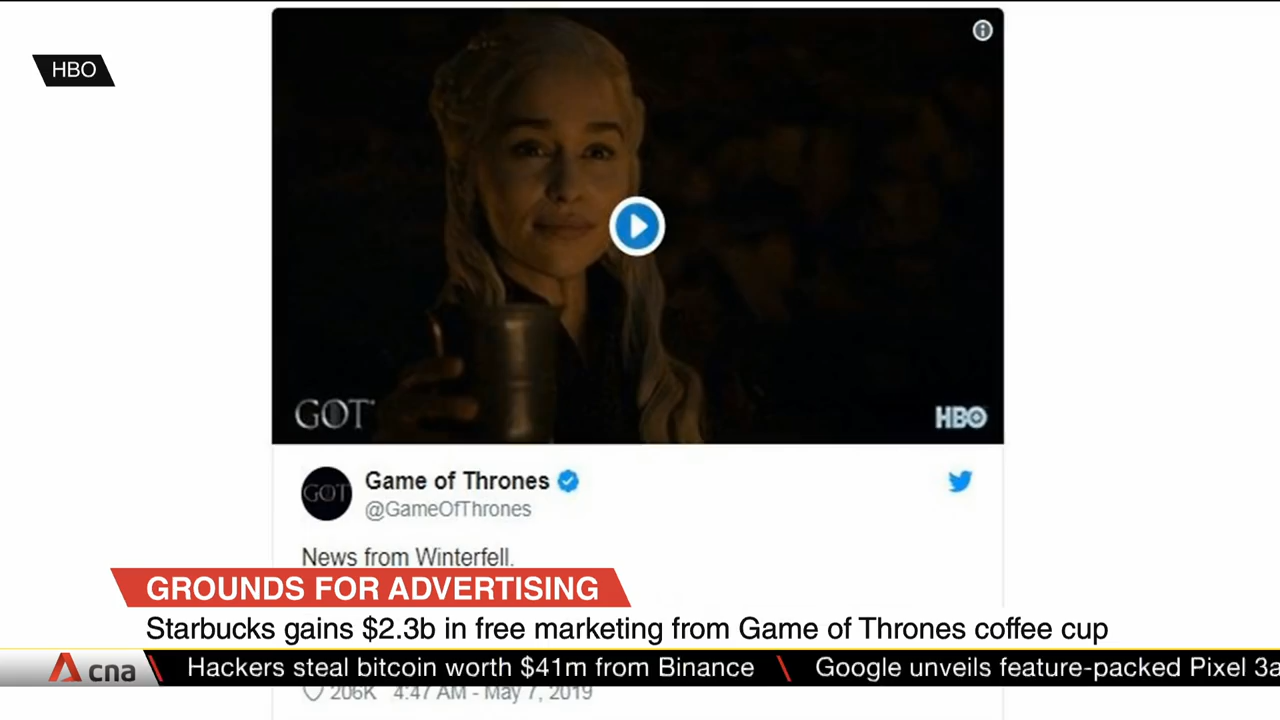 HBO
GOT
HBO
GOT
Game of Thrones
@GameOfThrones
News from Winterfell.
GROUNDS FOR ADVERTISING
Starbucks gains $2.3b in free marketing from Game of Thrones coffee cup
cna
Hackers steal bitcoin worth $41m from Binance \ Google unveils feature-packed Pixel 3a
206K 4:47 AM - May 7, 2019